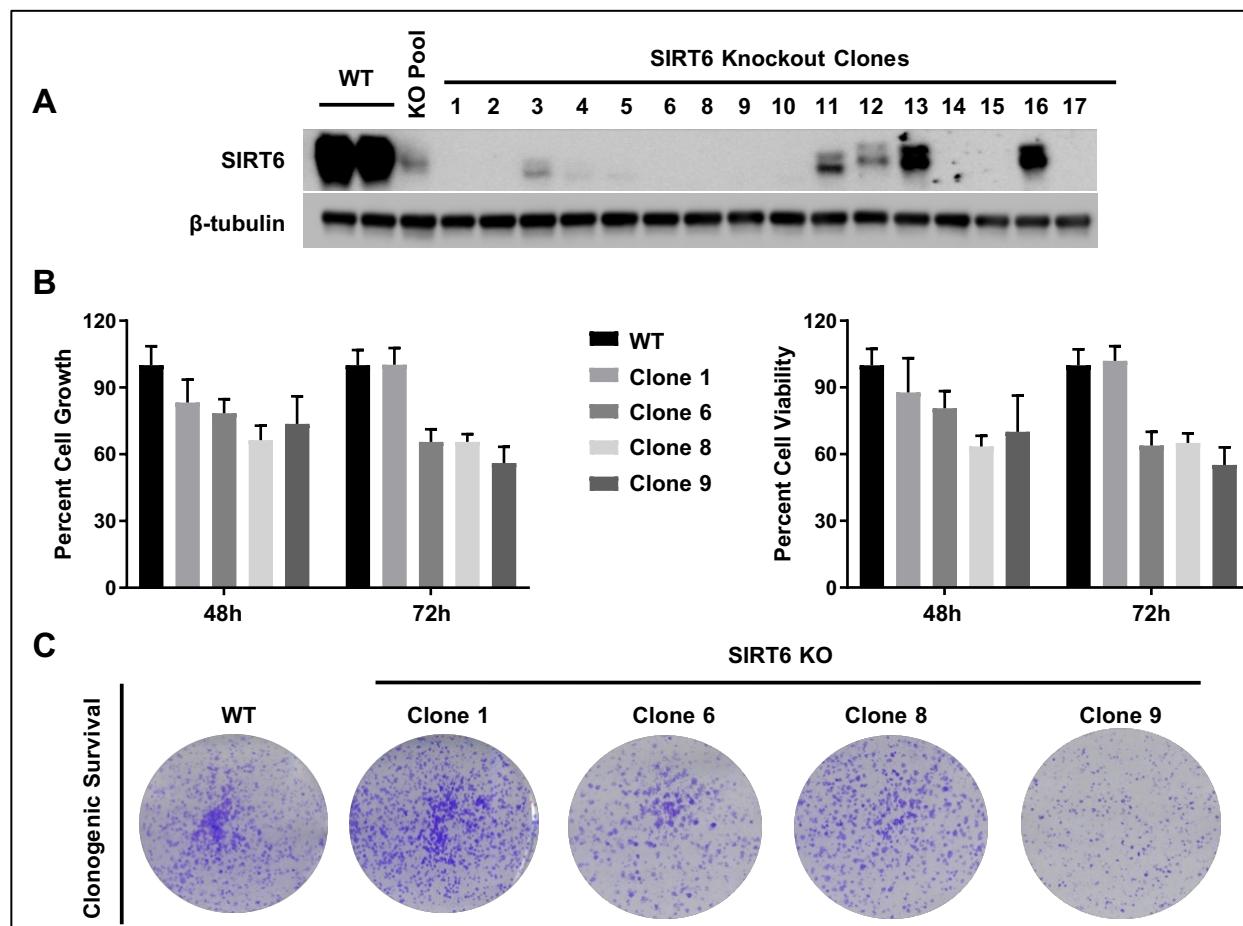 A
WT
KO Pool
SIRT6 Knockout Clones
1 2 3 4 5 6 8 9 10 11 12 13 14 15 16 17
SIRT6
β-tubulin
B
Percent Cell Growth
120
90
60
30
0
48h 72h
WT
Clone 1
Clone 6
Clone 8
Clone 9
Percent Cell Viability
120
90
60
30
0
48h 72h
C
SIRT6 KO
Clonogenic Survival
WT Clone 1 Clone 6 Clone 8 Clone 9